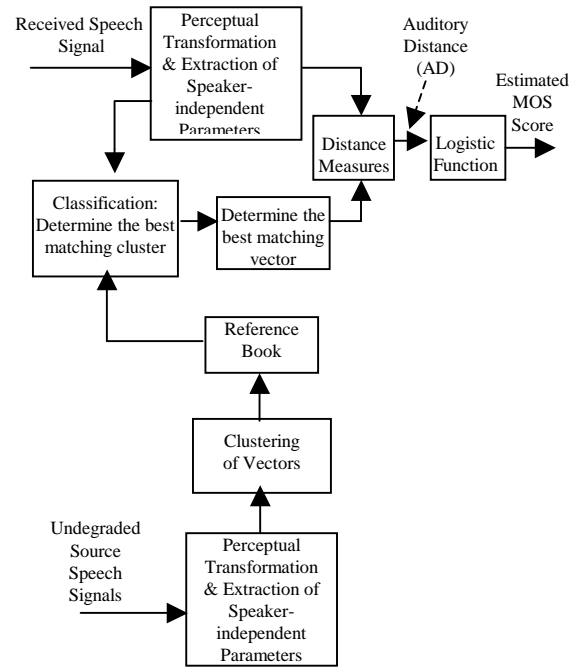 Received Speech
Signal
Perceptual
Transformation
& Extraction of
Speaker-
independent
Parameters
Auditory
Distance
(AD)
Estimated
MOS
Score
Distance
Measures
Logistic
Function
Classification:
Determine the best
matching cluster
Determine the
best matching
vector
Reference
Book
Clustering
of Vectors
Undegraded
Source
Speech
Signals
Perceptual
Transformation
& Extraction of
Speaker-
independent
Parameters